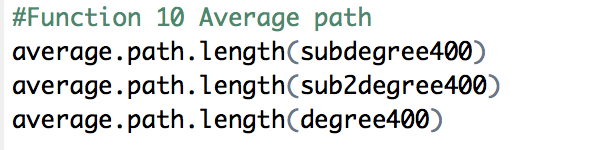 #Function 10 Average path
average.path.length(subdegree400)
average.path.length(sub2degree400)
average.path.length(degree400)